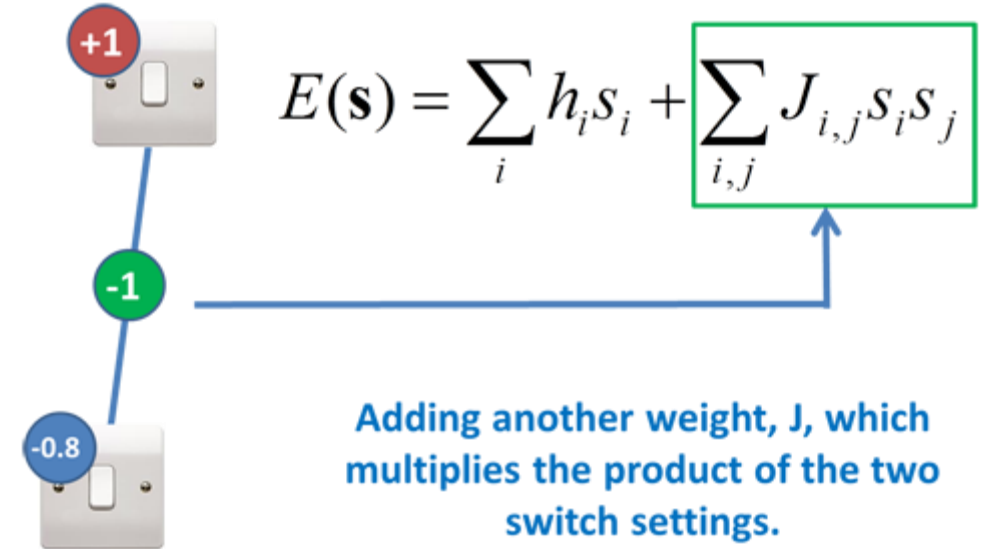 +1
E(s) = ∑_i h_i s_i + ∑_{i,j} J_{i,j} s_i s_j
-1
-0.8
Adding another weight, J, which
multiplies the product of the two
switch settings.